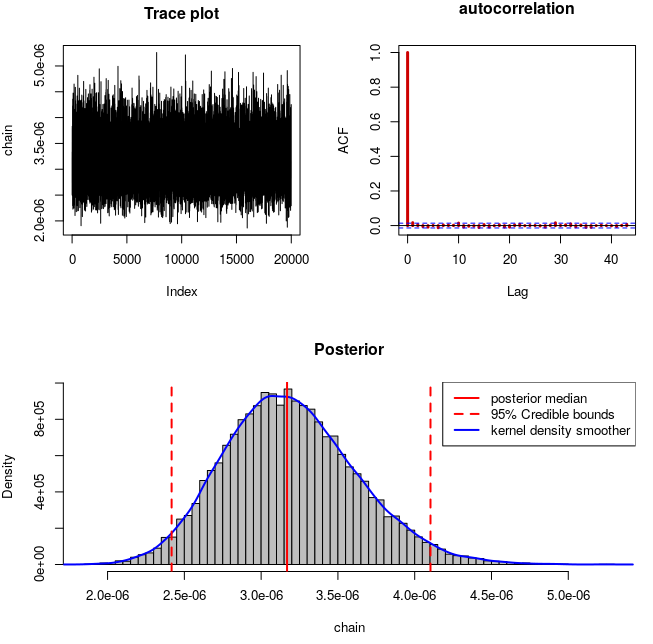 Trace plot
chain
2.0e-06 3.5e-06 5.0e-06
0 5000 10000 15000 20000
Index
autocorrelation
ACF
0.0 0.2 0.4 0.6 0.8 1.0
0 10 20 30 40
Lag
Posterior
Density
0e+00 4e+05 8e+05
posterior median
95% Credible bounds
kernel density smoother
2.0e-06 2.5e-06 3.0e-06 3.5e-06 4.0e-06 4.5e-06 5.0e-06
chain